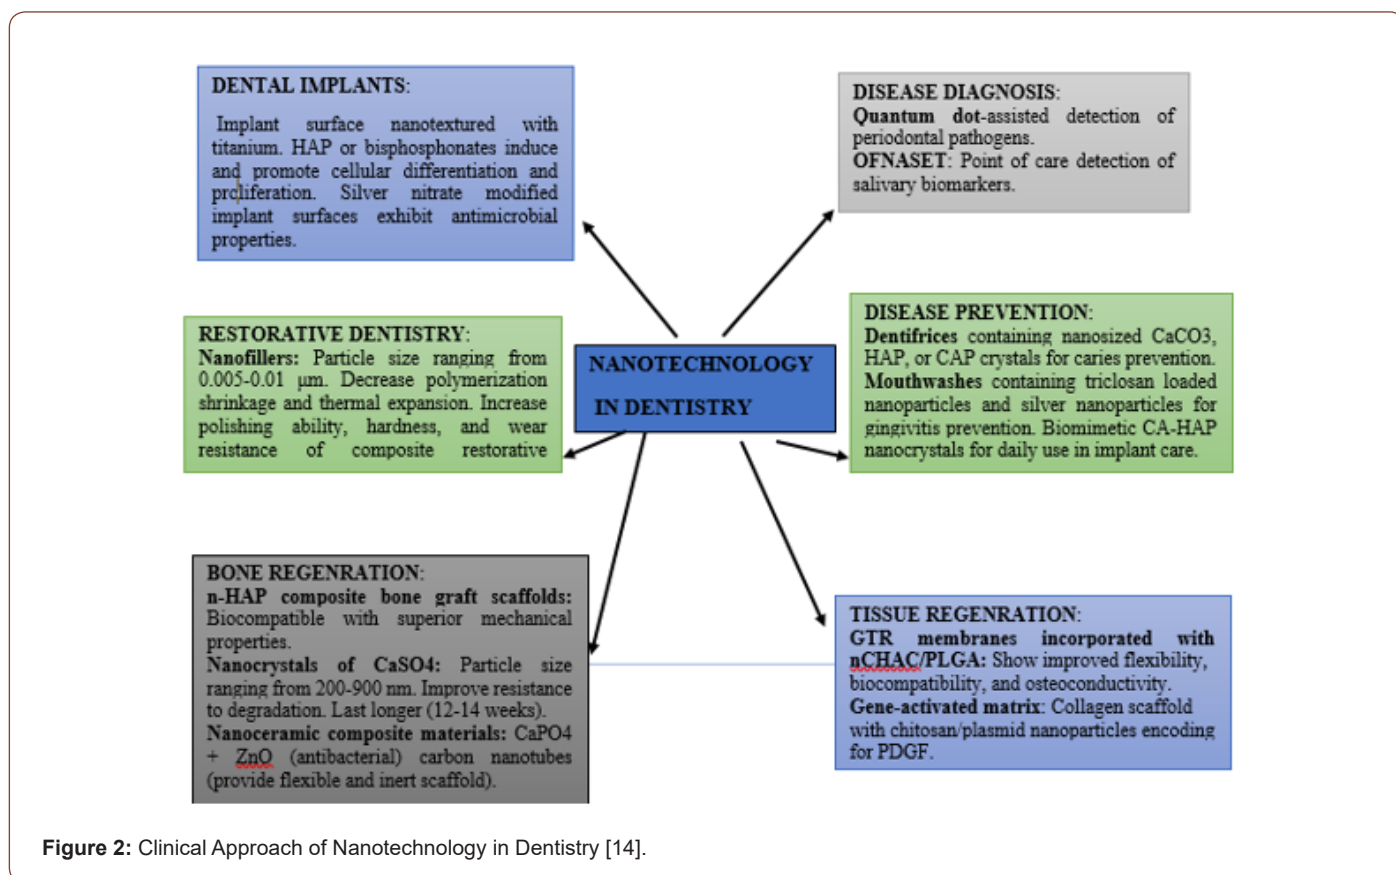 DENTAL IMPLANTS:
Implant surface nanotextured with
titanium. HAP or bisphosphonates induce
and promote cellular differentiation and
proliferation. Silver nitrate modified
implant surfaces exhibit antimicrobial
properties.
DISEASE DIAGNOSIS:
Quantum dot-assisted detection of
periodontal pathogens.
OFNASET: Point of care detection of
salivary biomarkers.
RESTORATIVE DENTISTRY:
Nanofillers: Particle size ranging from
0.005-0.01 μm. Decrease polymerization
shrinkage and thermal expansion. Increase
polishing ability, hardness, and wear
resistance of composite restorative
NANOTECHNOLOGY
IN DENTISTRY
DISEASE PREVENTION:
Dentifrices containing nanosized CaCO3,
HAP, or CAP crystals for caries prevention.
Mouthwashes containing triclosan loaded
nanoparticles and silver nanoparticles for
gingivitis prevention. Biomimetic CA-HAP
nanocrystals for daily use in implant care.
BONE REGENRATION:
n-HAP composite bone graft scaffolds:
Biocompatible with superior mechanical
properties.
Nanocrystals of CaSO4: Particle size
ranging from 200-900 nm. Improve resistance
to degradation. Last longer (12-14 weeks).
Nanoceramic composite materials: CaPO4
+ ZnO (antibacterial) carbon nanotubes
(provide flexible and inert scaffold).
TISSUE REGENRATION:
GTR membranes incorporated with
nCHAC/PLGA: Show improved flexibility,
biocompatibility, and osteoconductivity.
Gene-activated matrix: Collagen scaffold
with chitosan/plasmid nanoparticles encoding
for PDGF.
Figure 2: Clinical Approach of Nanotechnology in Dentistry [14].